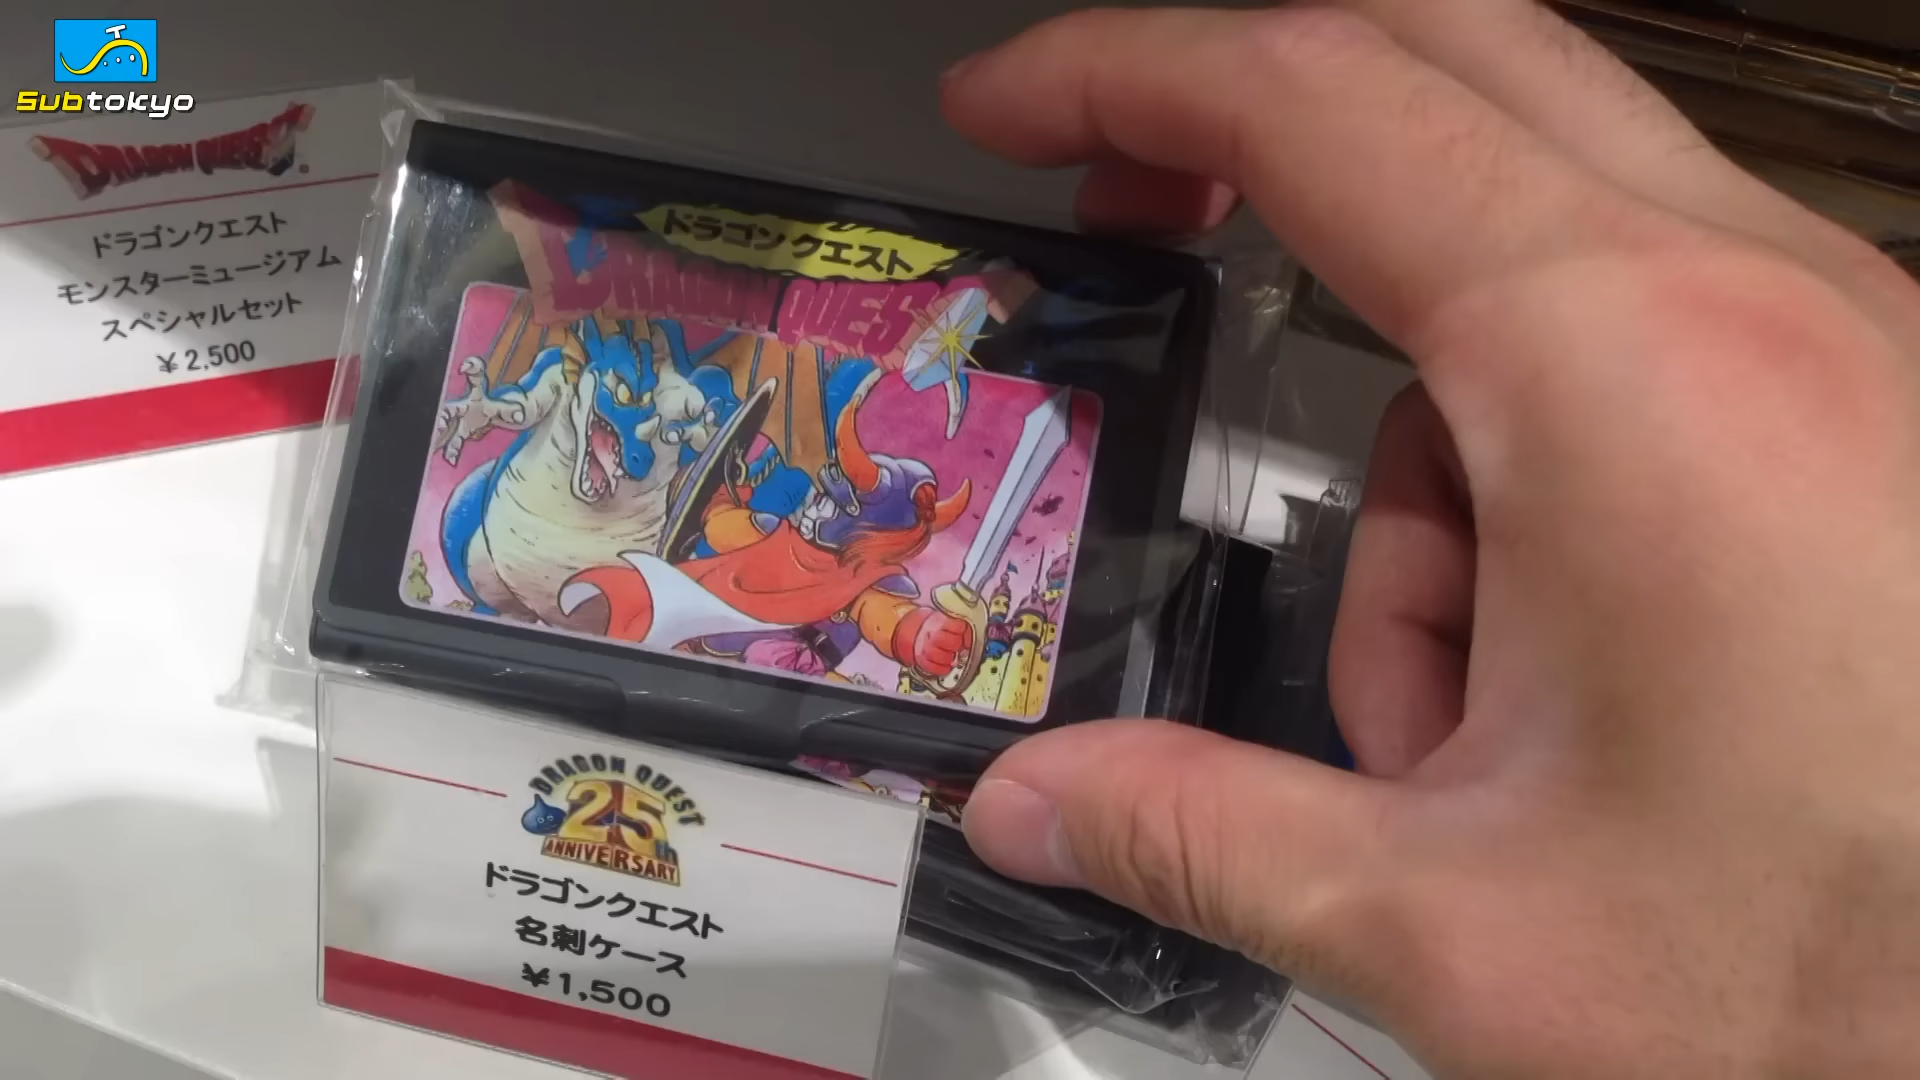 Subtokyo
DRAGON QUEST
ドラゴンクエスト
モンスターミュージアム
スペシャルセット
¥2,500
ドラゴンクエスト
DRAGON QUEST
DRAGON QUEST
25th
ANNIVERSARY
ドラゴンクエスト
名刺ケース
¥1,500